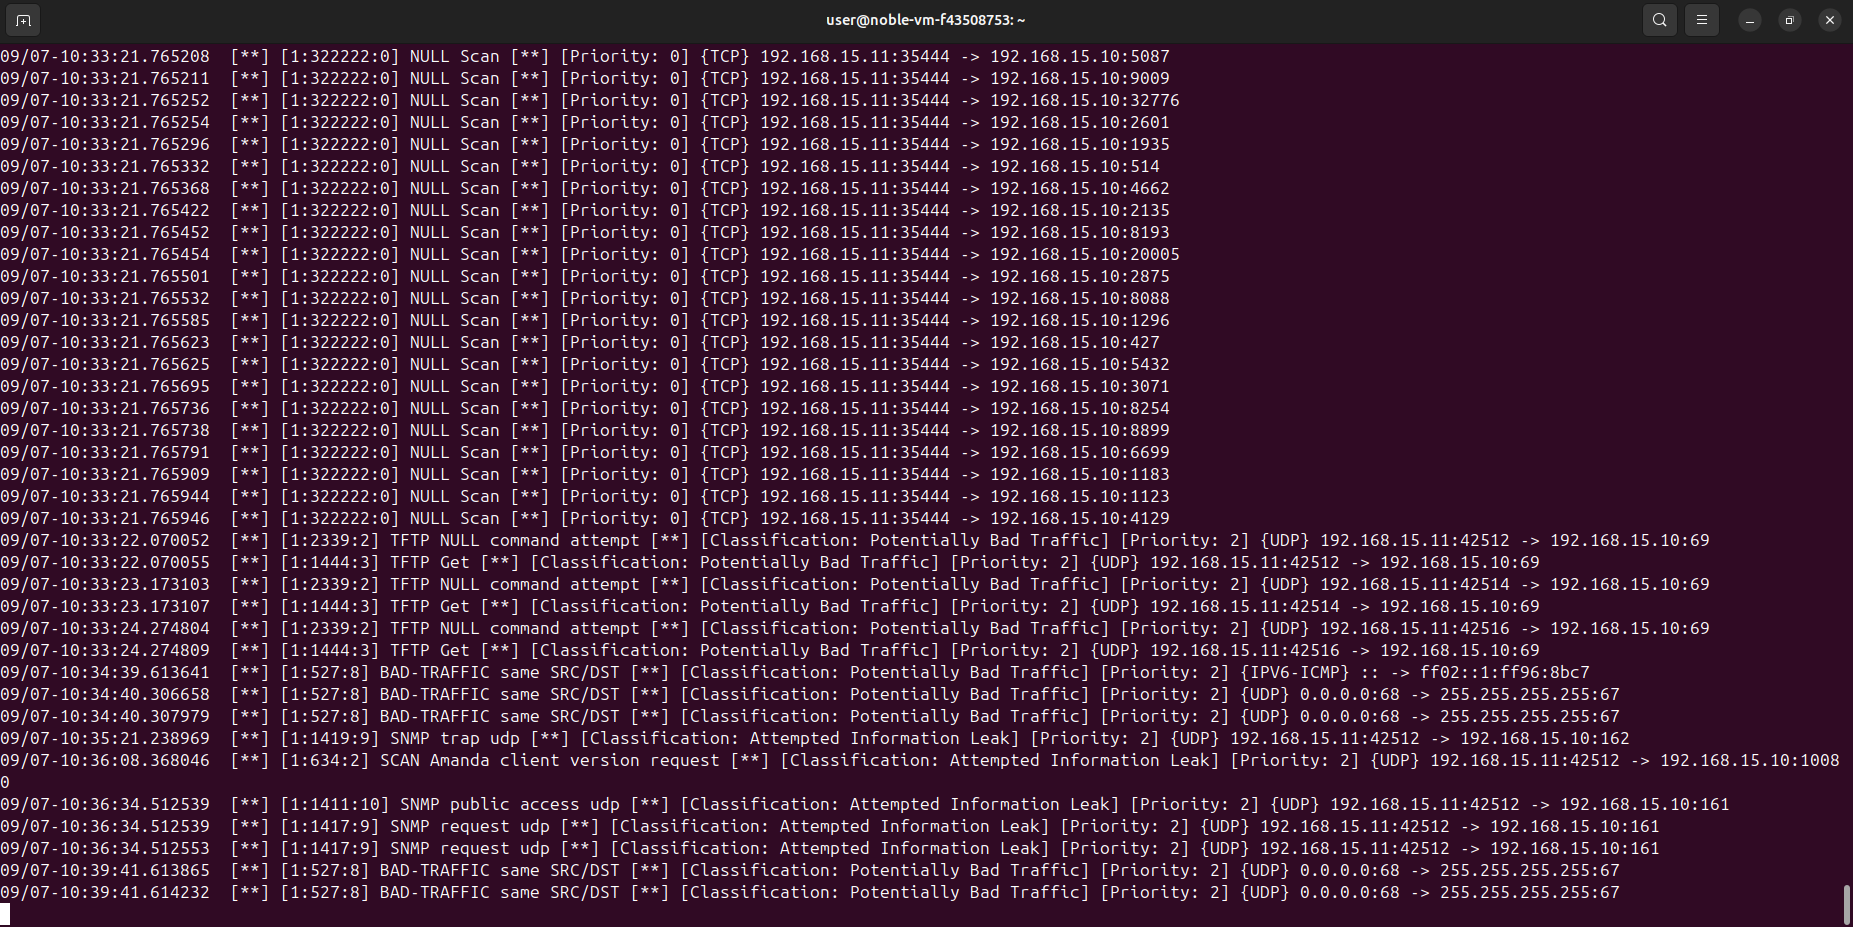 user@noble-vm-f43508753: ~
09/07-10:33:21.765208  [**] [1:322222:0] NULL Scan [**] [Priority: 0] {TCP} 192.168.15.11:35444 -> 192.168.15.10:5087
09/07-10:33:21.765211  [**] [1:322222:0] NULL Scan [**] [Priority: 0] {TCP} 192.168.15.11:35444 -> 192.168.15.10:9009
09/07-10:33:21.765252  [**] [1:322222:0] NULL Scan [**] [Priority: 0] {TCP} 192.168.15.11:35444 -> 192.168.15.10:32776
09/07-10:33:21.765254  [**] [1:322222:0] NULL Scan [**] [Priority: 0] {TCP} 192.168.15.11:35444 -> 192.168.15.10:2601
09/07-10:33:21.765296  [**] [1:322222:0] NULL Scan [**] [Priority: 0] {TCP} 192.168.15.11:35444 -> 192.168.15.10:1935
09/07-10:33:21.765332  [**] [1:322222:0] NULL Scan [**] [Priority: 0] {TCP} 192.168.15.11:35444 -> 192.168.15.10:514
09/07-10:33:21.765368  [**] [1:322222:0] NULL Scan [**] [Priority: 0] {TCP} 192.168.15.11:35444 -> 192.168.15.10:4662
09/07-10:33:21.765422  [**] [1:322222:0] NULL Scan [**] [Priority: 0] {TCP} 192.168.15.11:35444 -> 192.168.15.10:2135
09/07-10:33:21.765452  [**] [1:322222:0] NULL Scan [**] [Priority: 0] {TCP} 192.168.15.11:35444 -> 192.168.15.10:8193
09/07-10:33:21.765454  [**] [1:322222:0] NULL Scan [**] [Priority: 0] {TCP} 192.168.15.11:35444 -> 192.168.15.10:20005
09/07-10:33:21.765501  [**] [1:322222:0] NULL Scan [**] [Priority: 0] {TCP} 192.168.15.11:35444 -> 192.168.15.10:2875
09/07-10:33:21.765532  [**] [1:322222:0] NULL Scan [**] [Priority: 0] {TCP} 192.168.15.11:35444 -> 192.168.15.10:8088
09/07-10:33:21.765585  [**] [1:322222:0] NULL Scan [**] [Priority: 0] {TCP} 192.168.15.11:35444 -> 192.168.15.10:1296
09/07-10:33:21.765623  [**] [1:322222:0] NULL Scan [**] [Priority: 0] {TCP} 192.168.15.11:35444 -> 192.168.15.10:427
09/07-10:33:21.765625  [**] [1:322222:0] NULL Scan [**] [Priority: 0] {TCP} 192.168.15.11:35444 -> 192.168.15.10:5432
09/07-10:33:21.765695  [**] [1:322222:0] NULL Scan [**] [Priority: 0] {TCP} 192.168.15.11:35444 -> 192.168.15.10:3071
09/07-10:33:21.765736  [**] [1:322222:0] NULL Scan [**] [Priority: 0] {TCP} 192.168.15.11:35444 -> 192.168.15.10:8254
09/07-10:33:21.765738  [**] [1:322222:0] NULL Scan [**] [Priority: 0] {TCP} 192.168.15.11:35444 -> 192.168.15.10:8899
09/07-10:33:21.765791  [**] [1:322222:0] NULL Scan [**] [Priority: 0] {TCP} 192.168.15.11:35444 -> 192.168.15.10:6699
09/07-10:33:21.765909  [**] [1:322222:0] NULL Scan [**] [Priority: 0] {TCP} 192.168.15.11:35444 -> 192.168.15.10:1183
09/07-10:33:21.765944  [**] [1:322222:0] NULL Scan [**] [Priority: 0] {TCP} 192.168.15.11:35444 -> 192.168.15.10:1123
09/07-10:33:21.765946  [**] [1:322222:0] NULL Scan [**] [Priority: 0] {TCP} 192.168.15.11:35444 -> 192.168.15.10:4129
09/07-10:33:22.070052  [**] [1:2339:2] TFTP NULL command attempt [**] [Classification: Potentially Bad Traffic] [Priority: 2] {UDP} 192.168.15.11:42512 -> 192.168.15.10:69
09/07-10:33:22.070055  [**] [1:1444:3] TFTP Get [**] [Classification: Potentially Bad Traffic] [Priority: 2] {UDP} 192.168.15.11:42512 -> 192.168.15.10:69
09/07-10:33:23.173103  [**] [1:2339:2] TFTP NULL command attempt [**] [Classification: Potentially Bad Traffic] [Priority: 2] {UDP} 192.168.15.11:42514 -> 192.168.15.10:69
09/07-10:33:23.173107  [**] [1:1444:3] TFTP Get [**] [Classification: Potentially Bad Traffic] [Priority: 2] {UDP} 192.168.15.11:42514 -> 192.168.15.10:69
09/07-10:33:24.274804  [**] [1:2339:2] TFTP NULL command attempt [**] [Classification: Potentially Bad Traffic] [Priority: 2] {UDP} 192.168.15.11:42516 -> 192.168.15.10:69
09/07-10:33:24.274809  [**] [1:1444:3] TFTP Get [**] [Classification: Potentially Bad Traffic] [Priority: 2] {UDP} 192.168.15.11:42516 -> 192.168.15.10:69
09/07-10:34:39.613641  [**] [1:527:8] BAD-TRAFFIC same SRC/DST [**] [Classification: Potentially Bad Traffic] [Priority: 2] {IPV6-ICMP} :: -> ff02::1:ff96:8bc7
09/07-10:34:40.306658  [**] [1:527:8] BAD-TRAFFIC same SRC/DST [**] [Classification: Potentially Bad Traffic] [Priority: 2] {UDP} 0.0.0.0:68 -> 255.255.255.255:67
09/07-10:34:40.307979  [**] [1:527:8] BAD-TRAFFIC same SRC/DST [**] [Classification: Potentially Bad Traffic] [Priority: 2] {UDP} 0.0.0.0:68 -> 255.255.255.255:67
09/07-10:35:21.238969  [**] [1:1419:9] SNMP trap udp [**] [Classification: Attempted Information Leak] [Priority: 2] {UDP} 192.168.15.11:42512 -> 192.168.15.10:162
09/07-10:36:08.368046  [**] [1:634:2] SCAN Amanda client version request [**] [Classification: Attempted Information Leak] [Priority: 2] {UDP} 192.168.15.11:42512 -> 192.168.15.10:1008
0
09/07-10:36:34.512539  [**] [1:1411:10] SNMP public access udp [**] [Classification: Attempted Information Leak] [Priority: 2] {UDP} 192.168.15.11:42512 -> 192.168.15.10:161
09/07-10:36:34.512539  [**] [1:1417:9] SNMP request udp [**] [Classification: Attempted Information Leak] [Priority: 2] {UDP} 192.168.15.11:42512 -> 192.168.15.10:161
09/07-10:36:34.512553  [**] [1:1417:9] SNMP request udp [**] [Classification: Attempted Information Leak] [Priority: 2] {UDP} 192.168.15.11:42512 -> 192.168.15.10:161
09/07-10:39:41.613865  [**] [1:527:8] BAD-TRAFFIC same SRC/DST [**] [Classification: Potentially Bad Traffic] [Priority: 2] {UDP} 0.0.0.0:68 -> 255.255.255.255:67
09/07-10:39:41.614232  [**] [1:527:8] BAD-TRAFFIC same SRC/DST [**] [Classification: Potentially Bad Traffic] [Priority: 2] {UDP} 0.0.0.0:68 -> 255.255.255.255:67